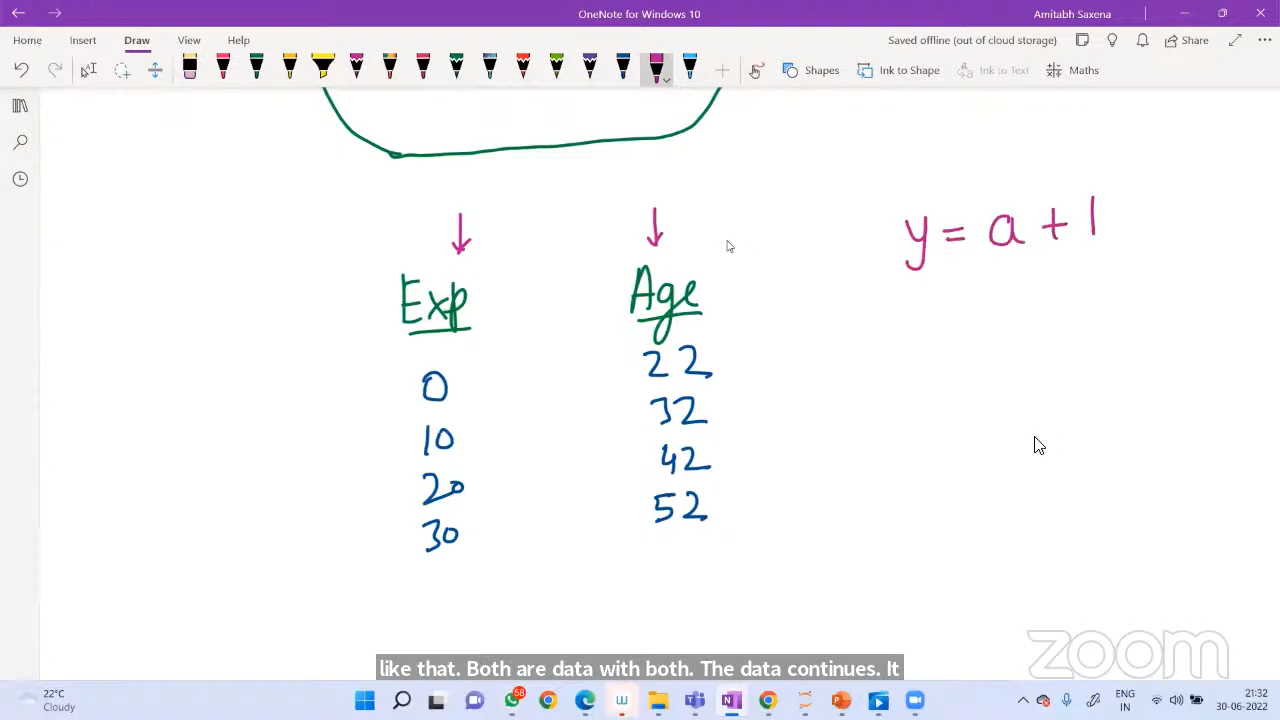 OneNote for Windows 10
Amitabh Saxena
Home Insert Draw View Help
Saved offline (out of cloud storage)
Share
Shapes
Ink to Shape
Ink to Text
Maths
y = a + 1
Exp Age
0 22
10 32
20 42
30 52
zoom
like that. Both are data with both. The data continues. It
22°C
Cloudy
58
ENG
IN
21:32
30-06-2022